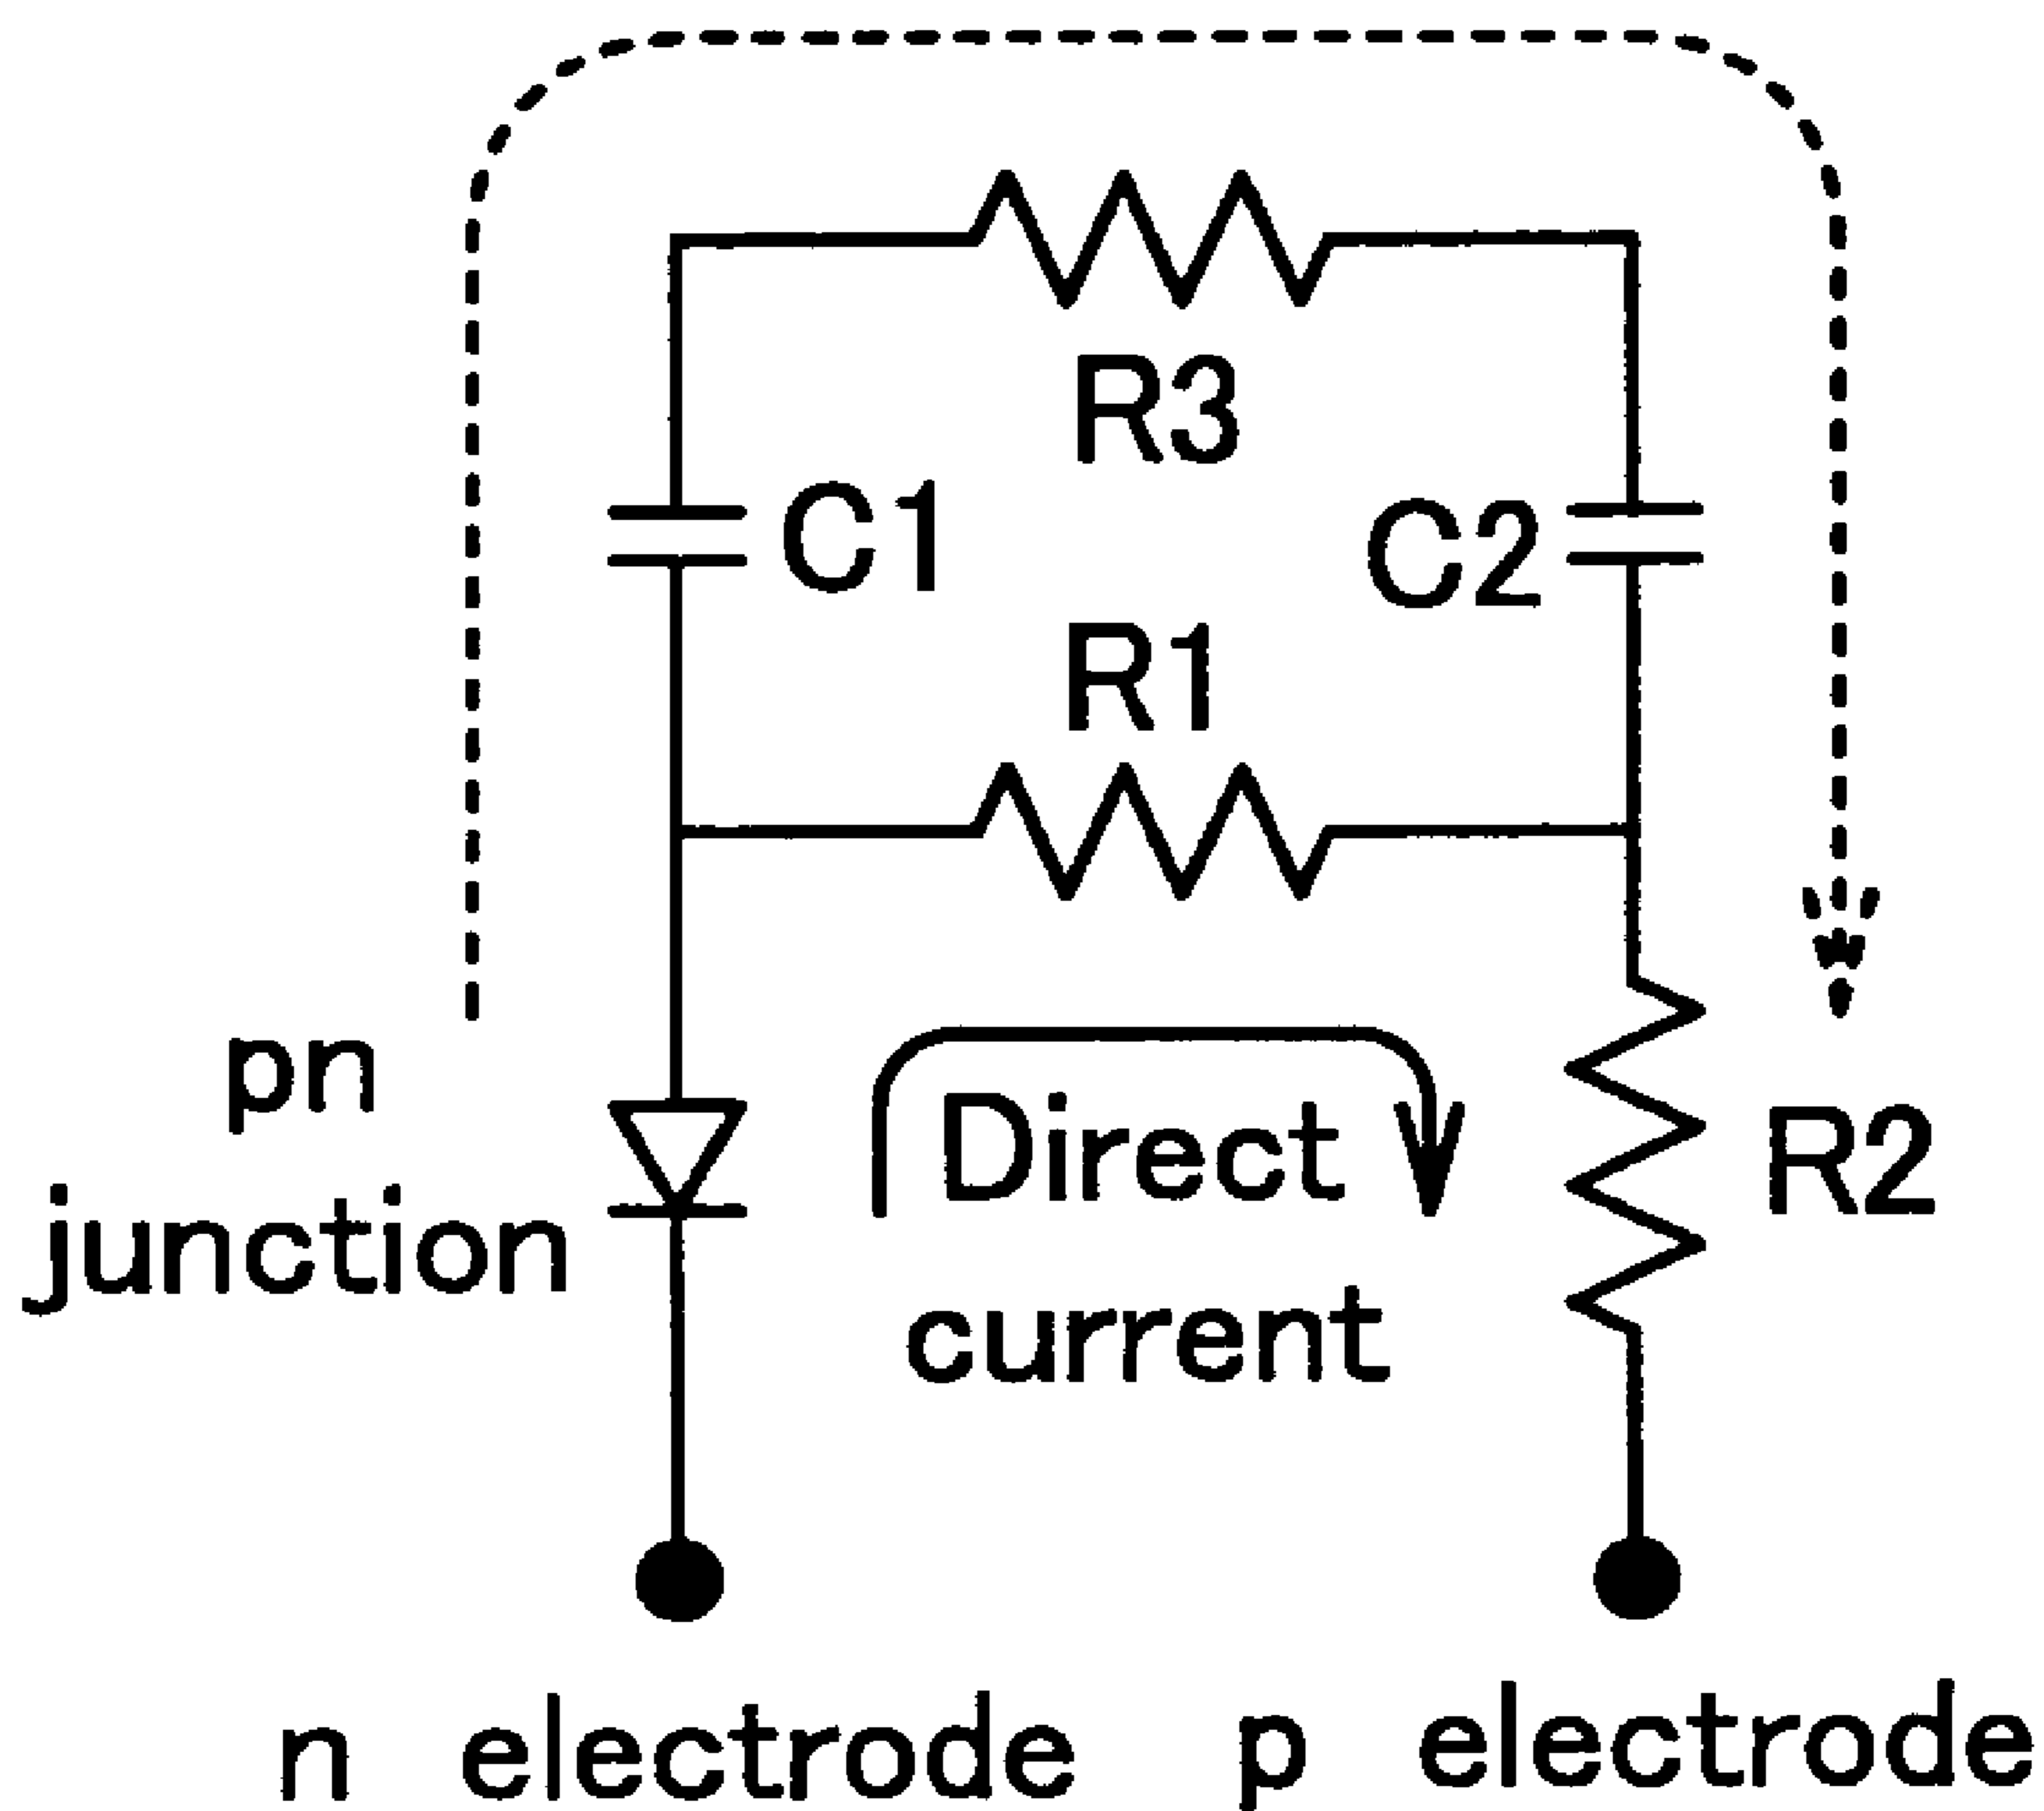 R3
C1
C2
R1
pn
junction
Direct
current
R2
n electrode
p electrode